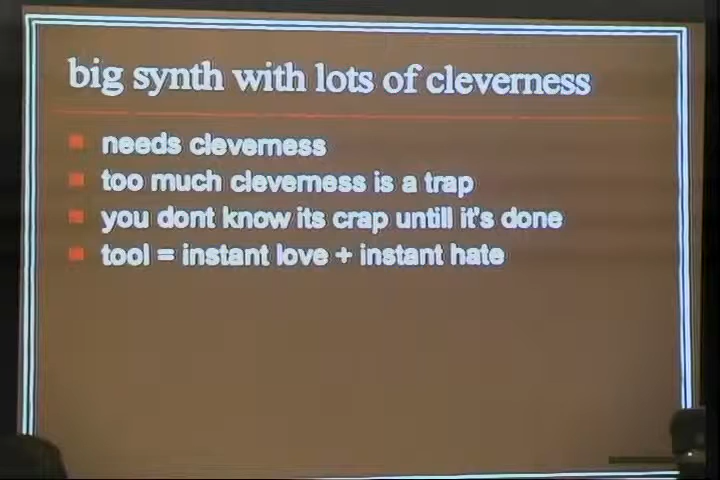 big synth with lots of cleverness
needs cleverness
too much cleverness is a trap
you dont know its crap untill it's done
tool = instant love + instant hate